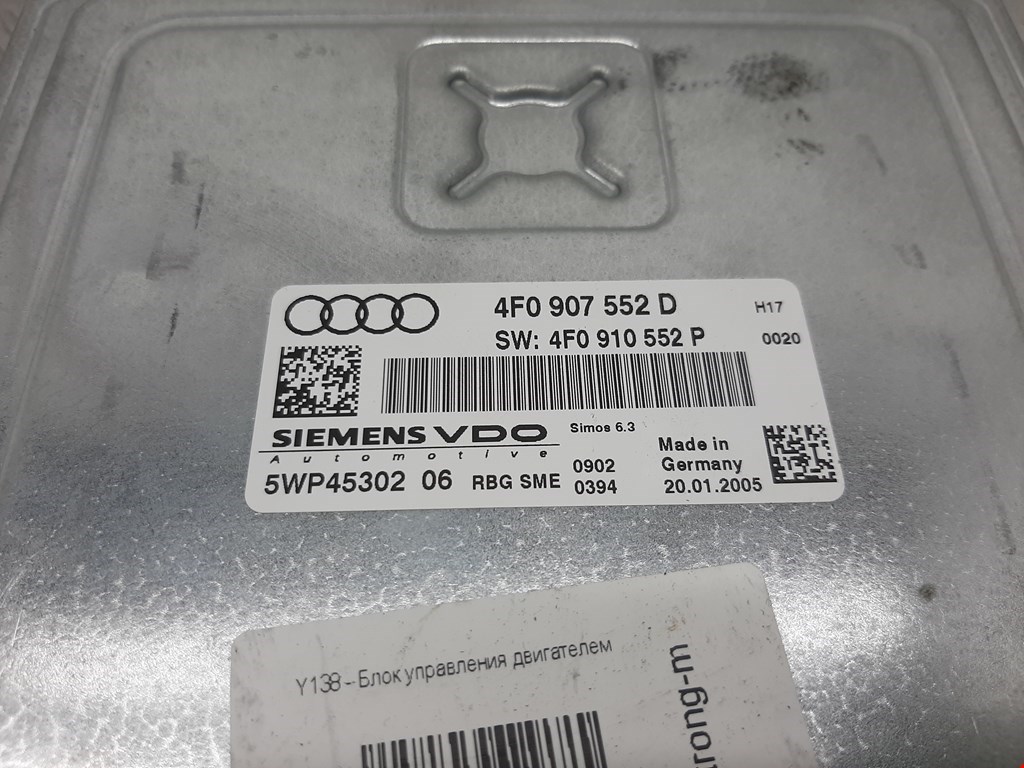 4F0 907 552 D
H17
SW: 4F0 910 552 P
0020
SIEMENS VDO
Automotive
Simos 6.3
5WP45302 06
RBG SME
0902
0394
Made in
Germany
20.01.2005
Y138 - Блок управления двигателем
rong-m